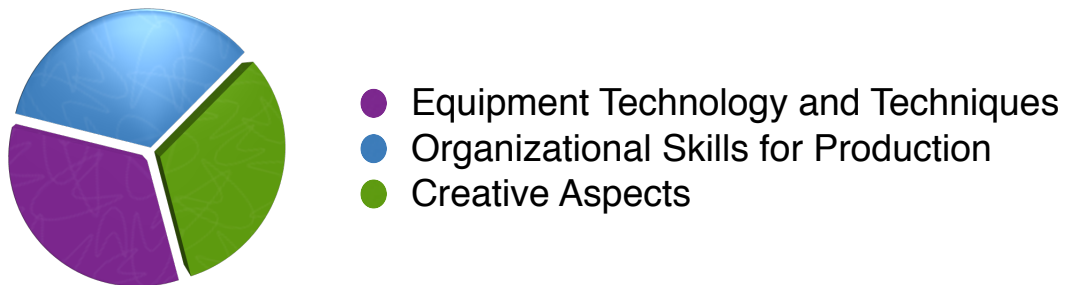 Equipment Technology and Techniques
Organizational Skills for Production
Creative Aspects